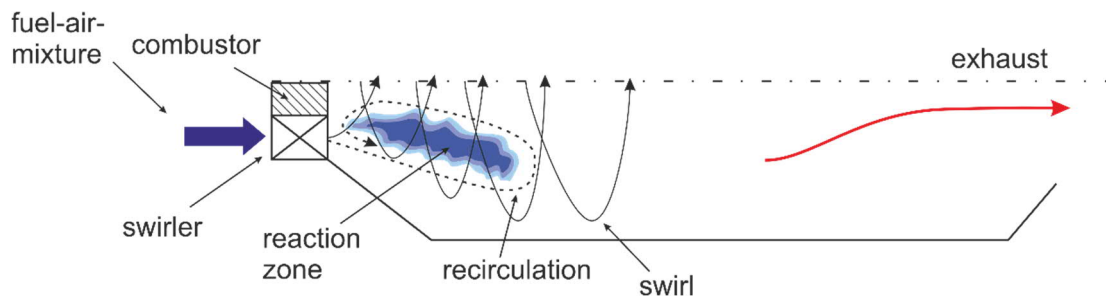 fuel-air-
mixture
combustor
exhaust
swirler
reaction
zone
recirculation
swirl